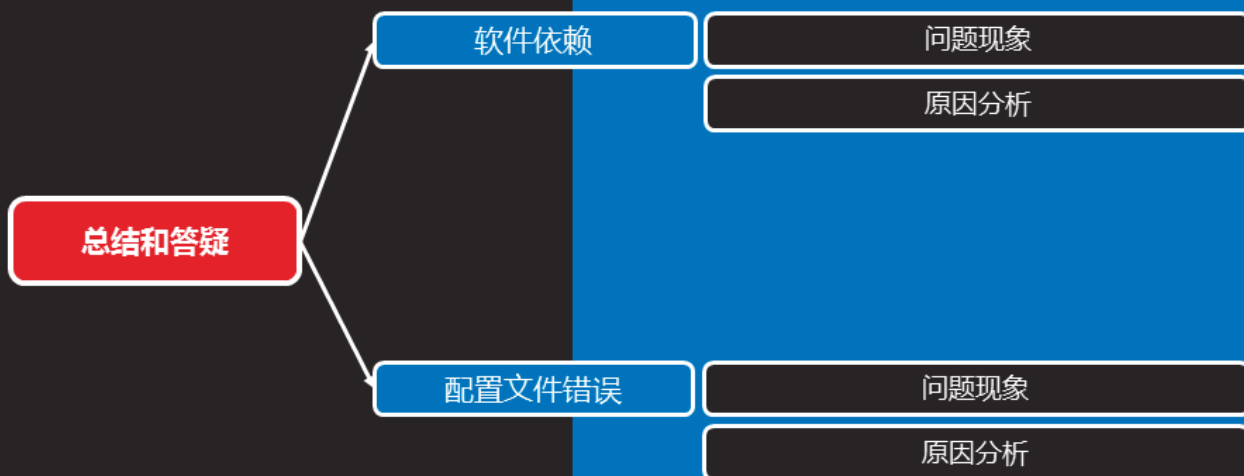 软件依赖
问题现象
原因分析
总结和答疑
配置文件错误
问题现象
原因分析